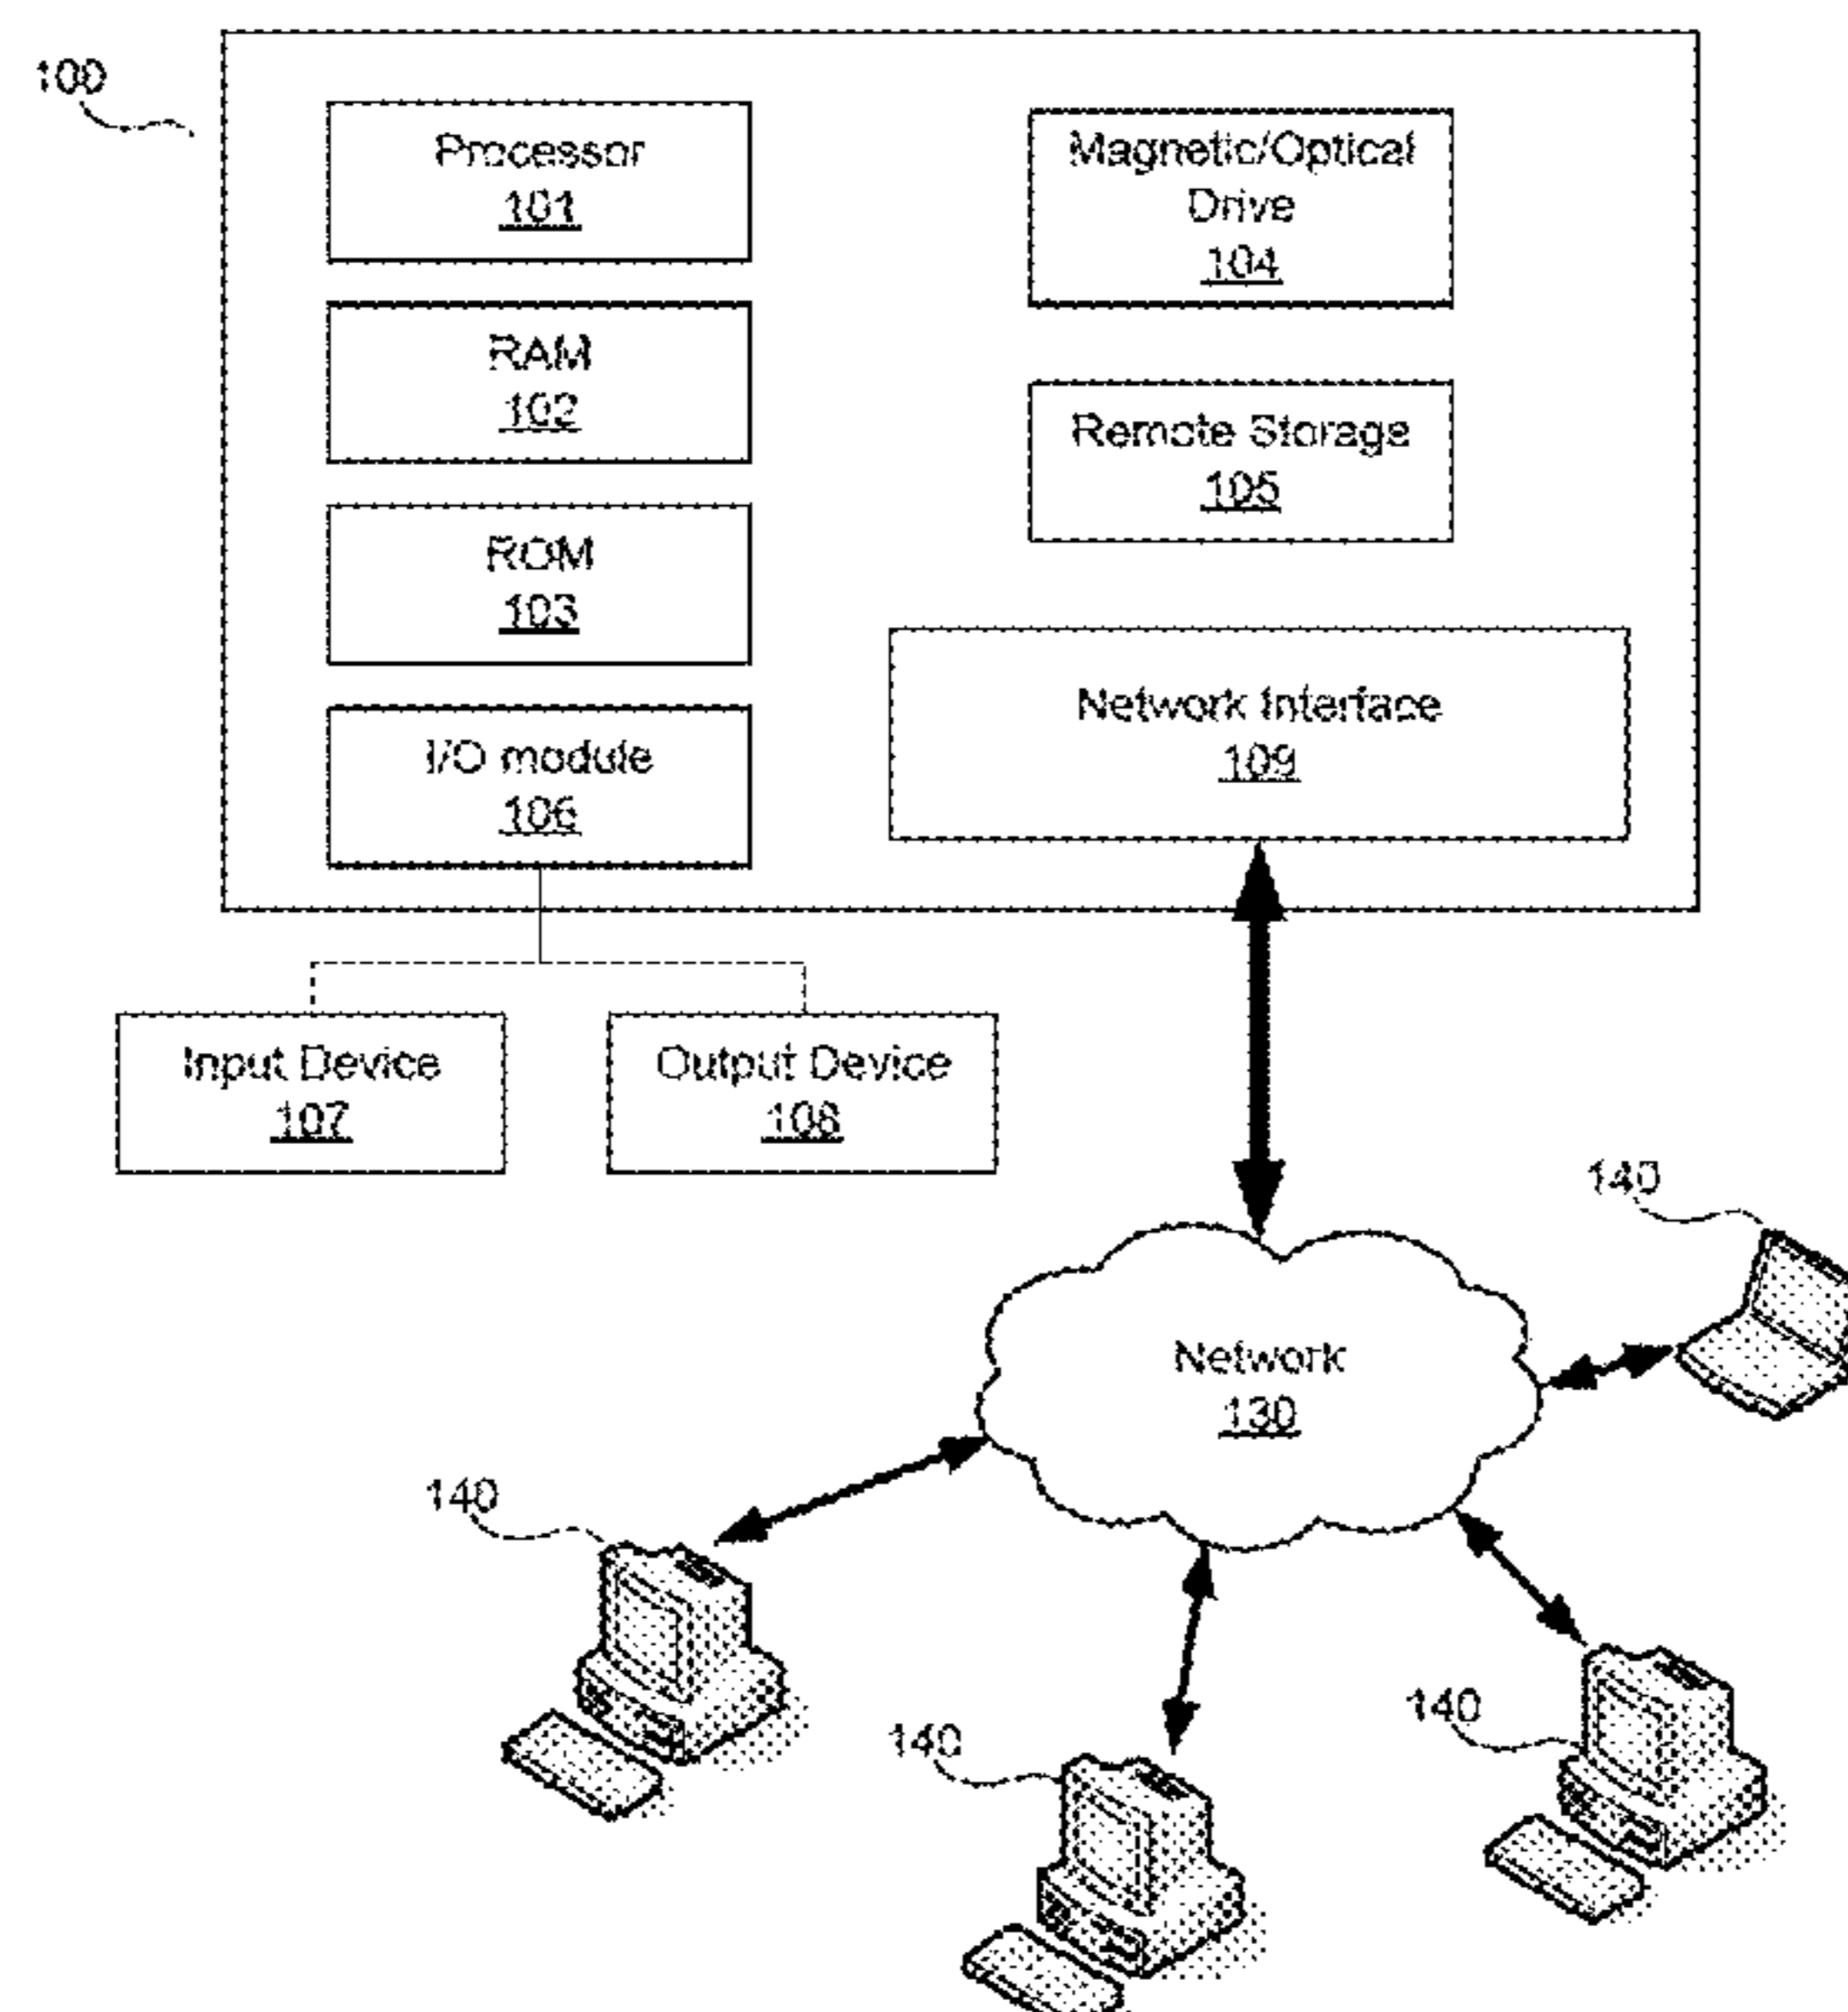 100
Processor
101
Magnetic/Optical
Drive
104
RAM
102
Remote Storage
105
ROM
103
Network Interface
109
I/O module
106
Input Device
107
Output Device
108
140
Network
130
140
140
140